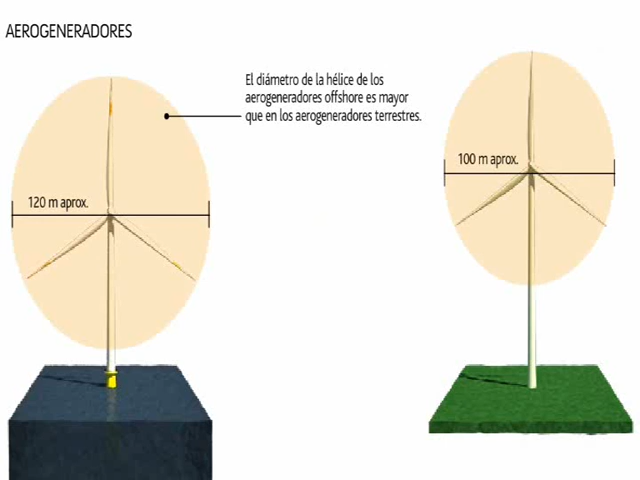 AEROGENERADORES
El diámetro de la hélice de los
aerogeneradores offshore es mayor
que en los aerogeneradores terrestres.
120 m aprox.
100 m aprox.